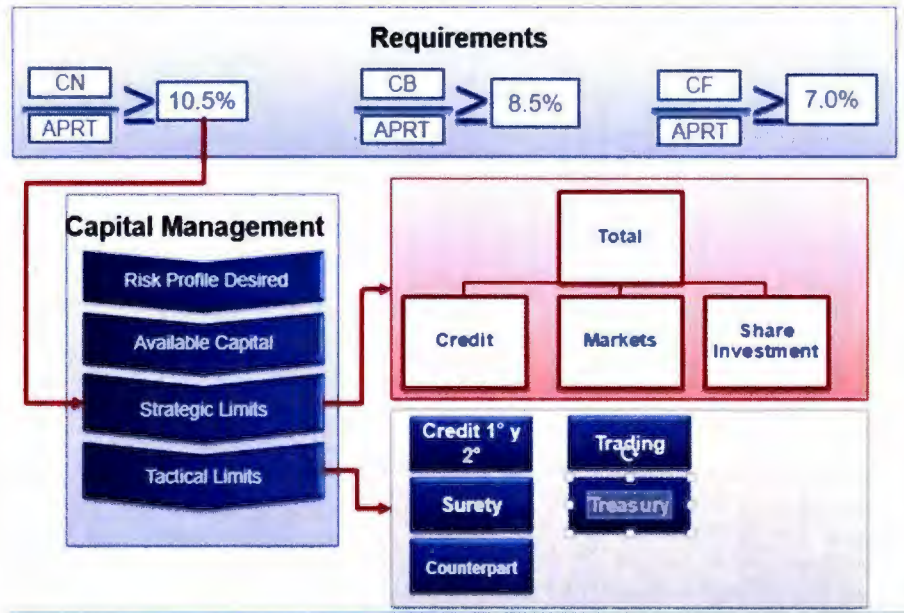 Requirements
CN
APRT
≥
10.5%
CB
APRT
≥
8.5%
CF
APRT
≥
7.0%
Capital Management
Risk Profile Desired
Available Capital
Strategic Limits
Tactical Limits
Total
Credit
Markets
Share
Investment
Credit 1° y
2°
Surety
Counterpart
Trading
Treasury